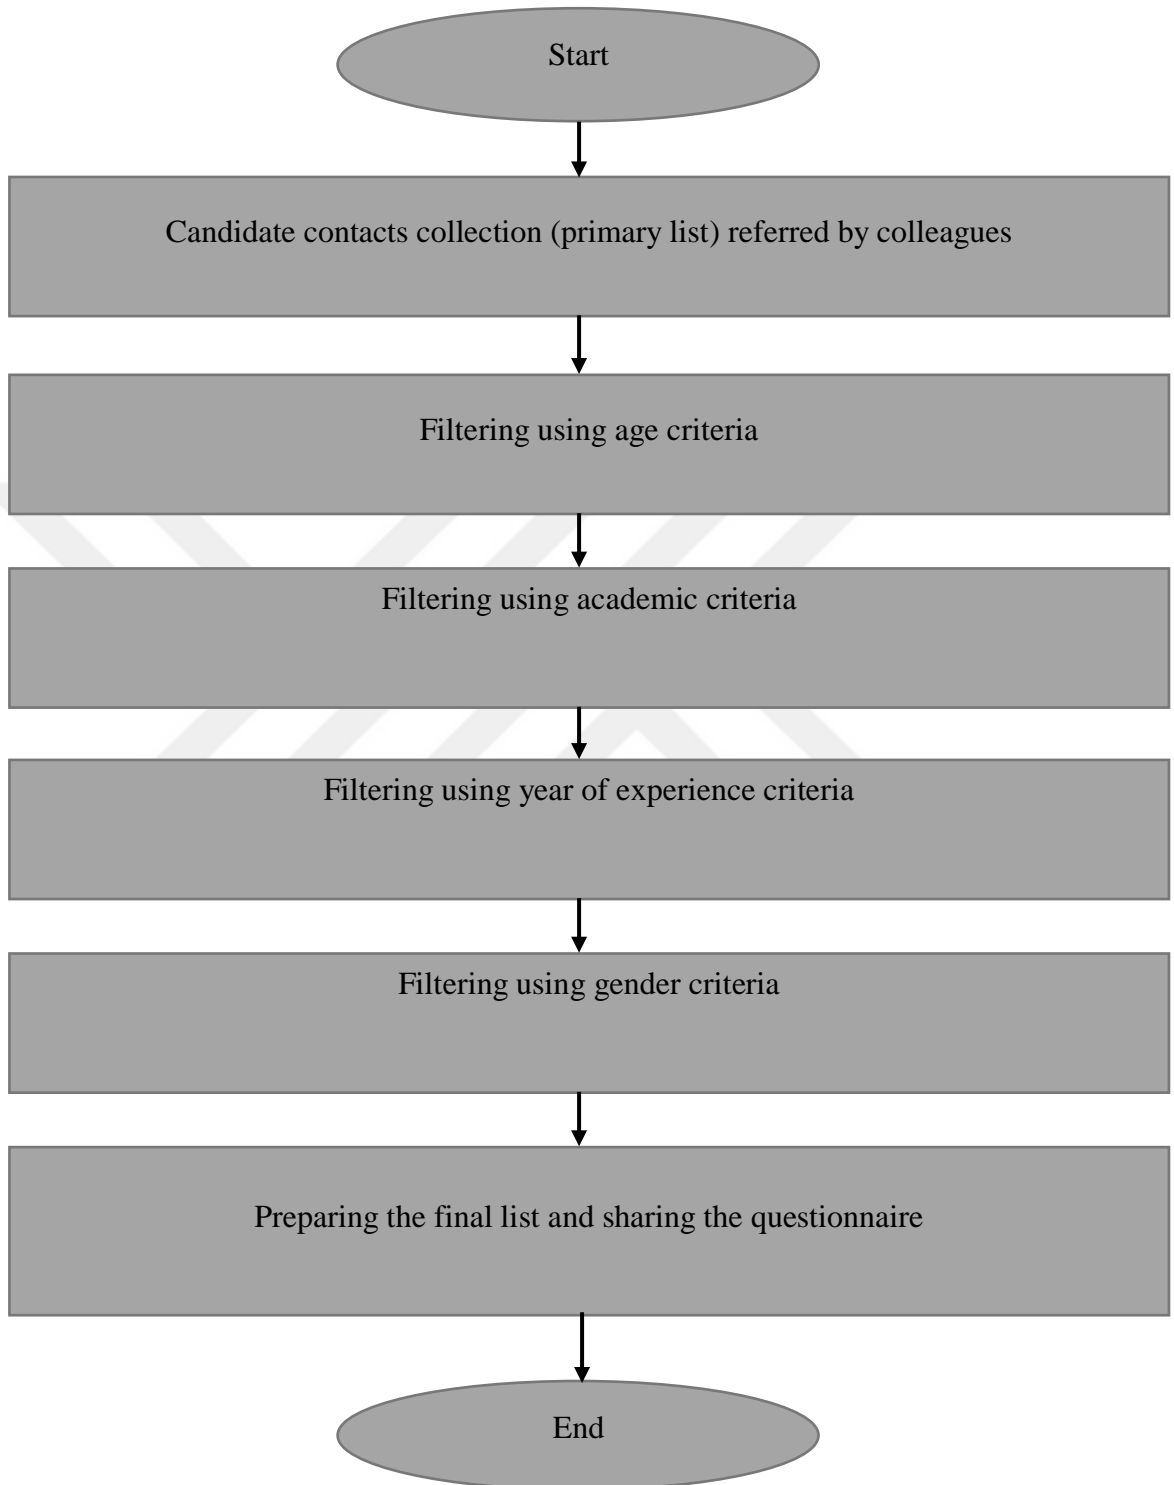 Start
Candidate contacts collection (primary list) referred by colleagues
Filtering using age criteria
Filtering using academic criteria
Filtering using year of experience criteria
Filtering using gender criteria
Preparing the final list and sharing the questionnaire
End